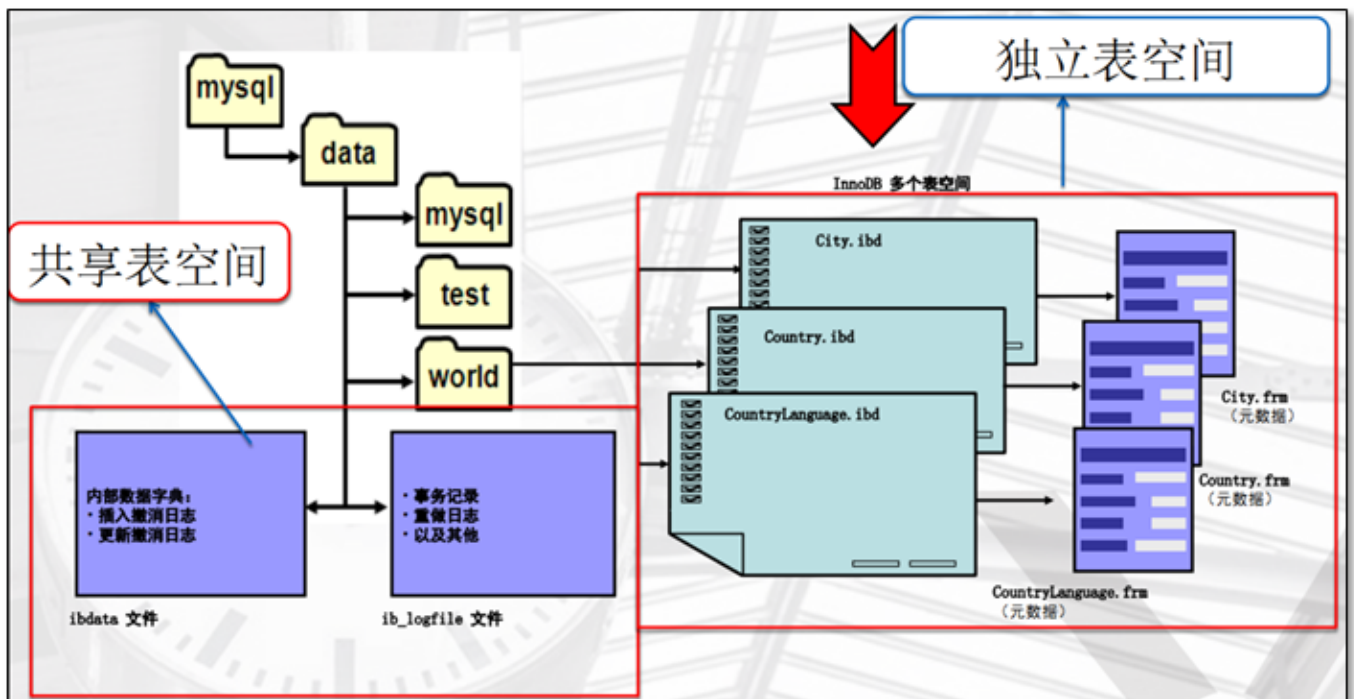 独立表空间
mysql
data
InnoDB 多个表空间
mysql
City.ibd
共享表空间
test
Country.ibd
world
City.frm
(元数据)
CountryLanguage.ibd
Country.frm
(元数据)
内部数据字典:
· 插入撤消日志
· 更新撤消日志
· 事务记录
· 重做日志
· 以及其他
CountryLanguage.frm
(元数据)
ibdata 文件
ib_logfile 文件